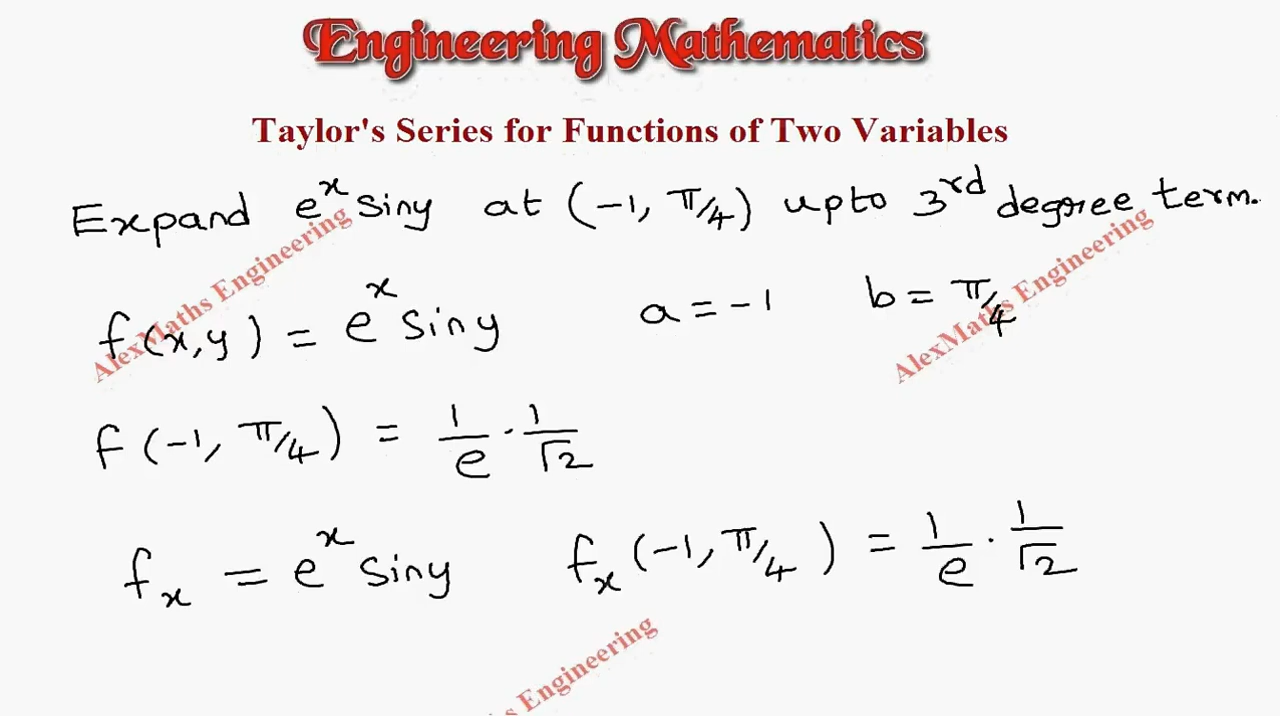 Engineering Mathematics
Taylor's Series for Functions of Two Variables
Expand e^x siny at (-1, π/4) upto 3^rd degree term.
f(x,y) = e^x siny a = -1 b = π/4
AlexMaths Engineering AlexMaths Engineering
f(-1, π/4) = 1/e · 1/√2
f_x = e^x siny f_x(-1, π/4) = 1/e · 1/√2
Engineering